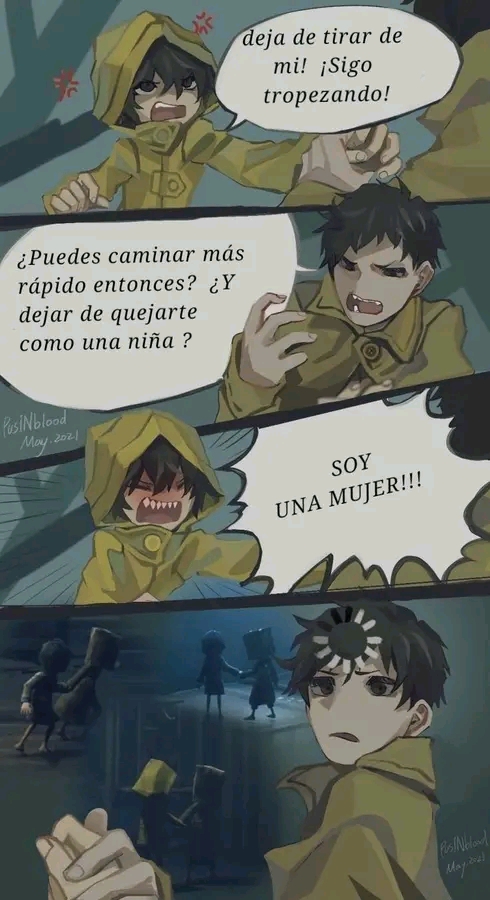 deja de tirar de
mi! ¡Sigo
tropezando!
¿Puedes caminar más
rápido entonces? ¿Y
dejar de quejarte
como una niña ?
PusINblood
May.2021
SOY
UNA MUJER!!!
PusINblood
May.2021